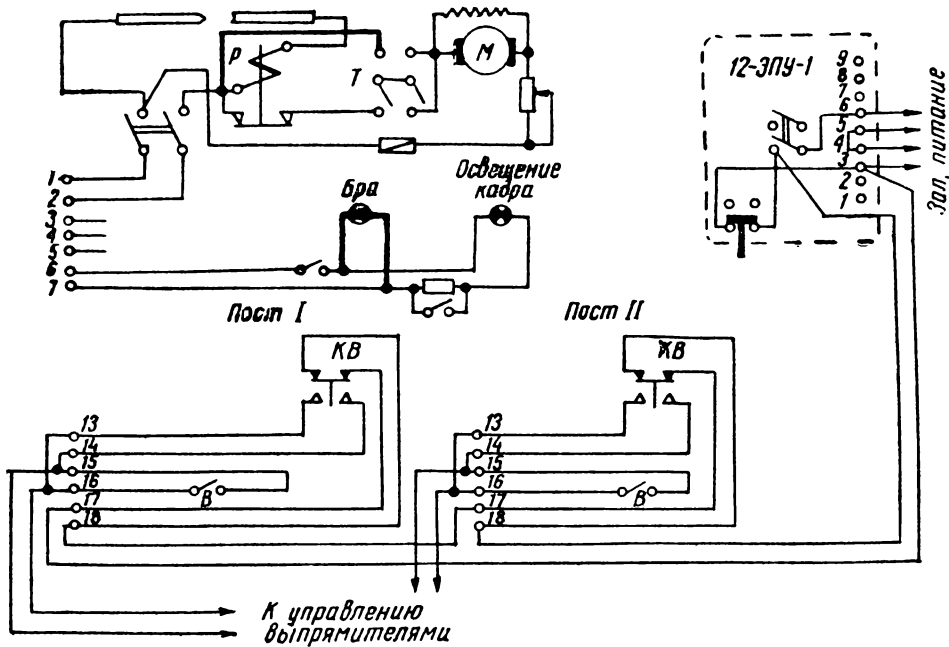 Р
Т
М
12-ЭПУ-1
9
8
7
6
5
4
3
2
1
Зал. питание
Бра
Освещение
кадра
1
2
3
4
5
6
7
Пост I
КВ
13
14
15
16
17
18
В
Пост II
КВ
13
14
15
16
17
18
В
К управлению
выпрямителями